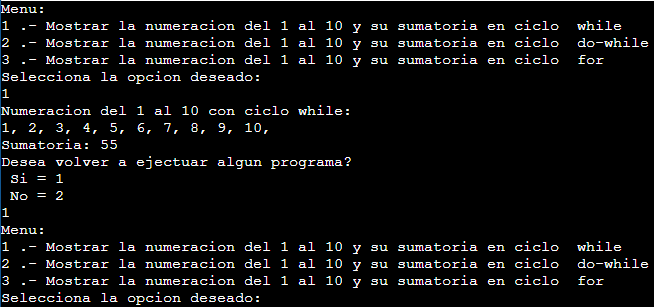 Menu:
1 .- Mostrar la numeracion del 1 al 10 y su sumatoria en ciclo  while
2 .- Mostrar la numeracion del 1 al 10 y su sumatoria en ciclo  do-while
3 .- Mostrar la numeracion del 1 al 10 y su sumatoria en ciclo  for
Selecciona la opcion deseado:
1
Numeracion del 1 al 10 con ciclo while:
1, 2, 3, 4, 5, 6, 7, 8, 9, 10,
Sumatoria: 55
Desea volver a ejectuar algun programa?
 Si = 1
 No = 2
1
Menu:
1 .- Mostrar la numeracion del 1 al 10 y su sumatoria en ciclo  while
2 .- Mostrar la numeracion del 1 al 10 y su sumatoria en ciclo  do-while
3 .- Mostrar la numeracion del 1 al 10 y su sumatoria en ciclo  for
Selecciona la opcion deseado: